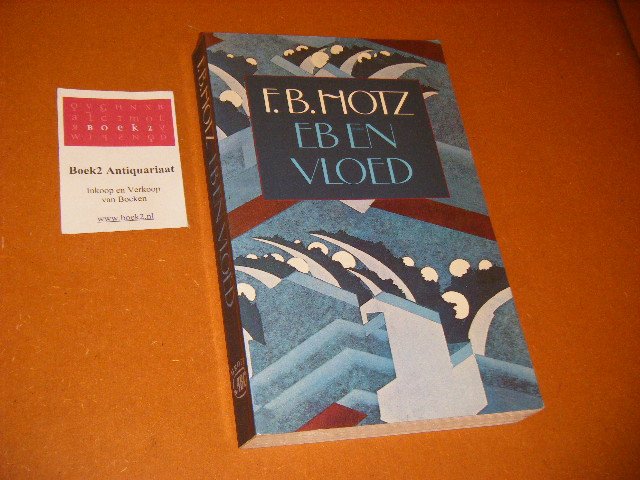 BOEK2
Boek2 Antiquariaat
Inkoop en Verkoop
van Boeken
www.boek2.nl
F.B. HOTZ
EB EN
VLOED
F.B. HOTZ EB EN VLOED
ABC